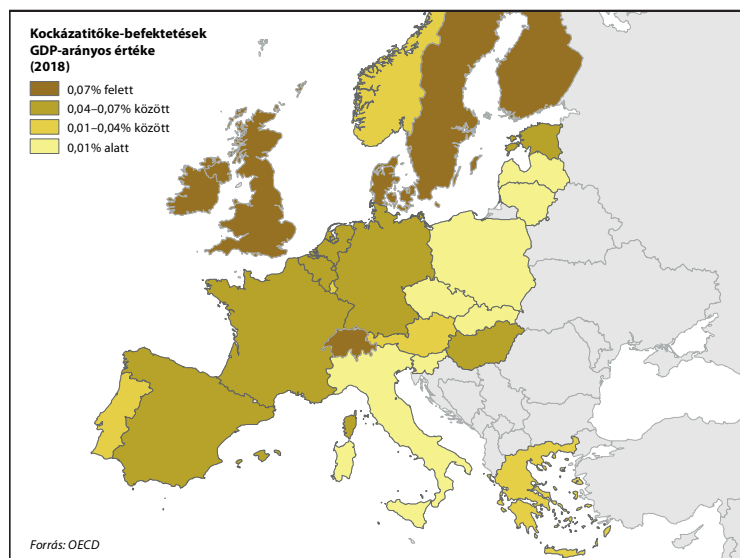 Kockázatitőke-befektetések
GDP-arányos értéke
(2018)
0,07% felett
0,04–0,07% között
0,01–0,04% között
0,01% alatt
Forrás: OECD